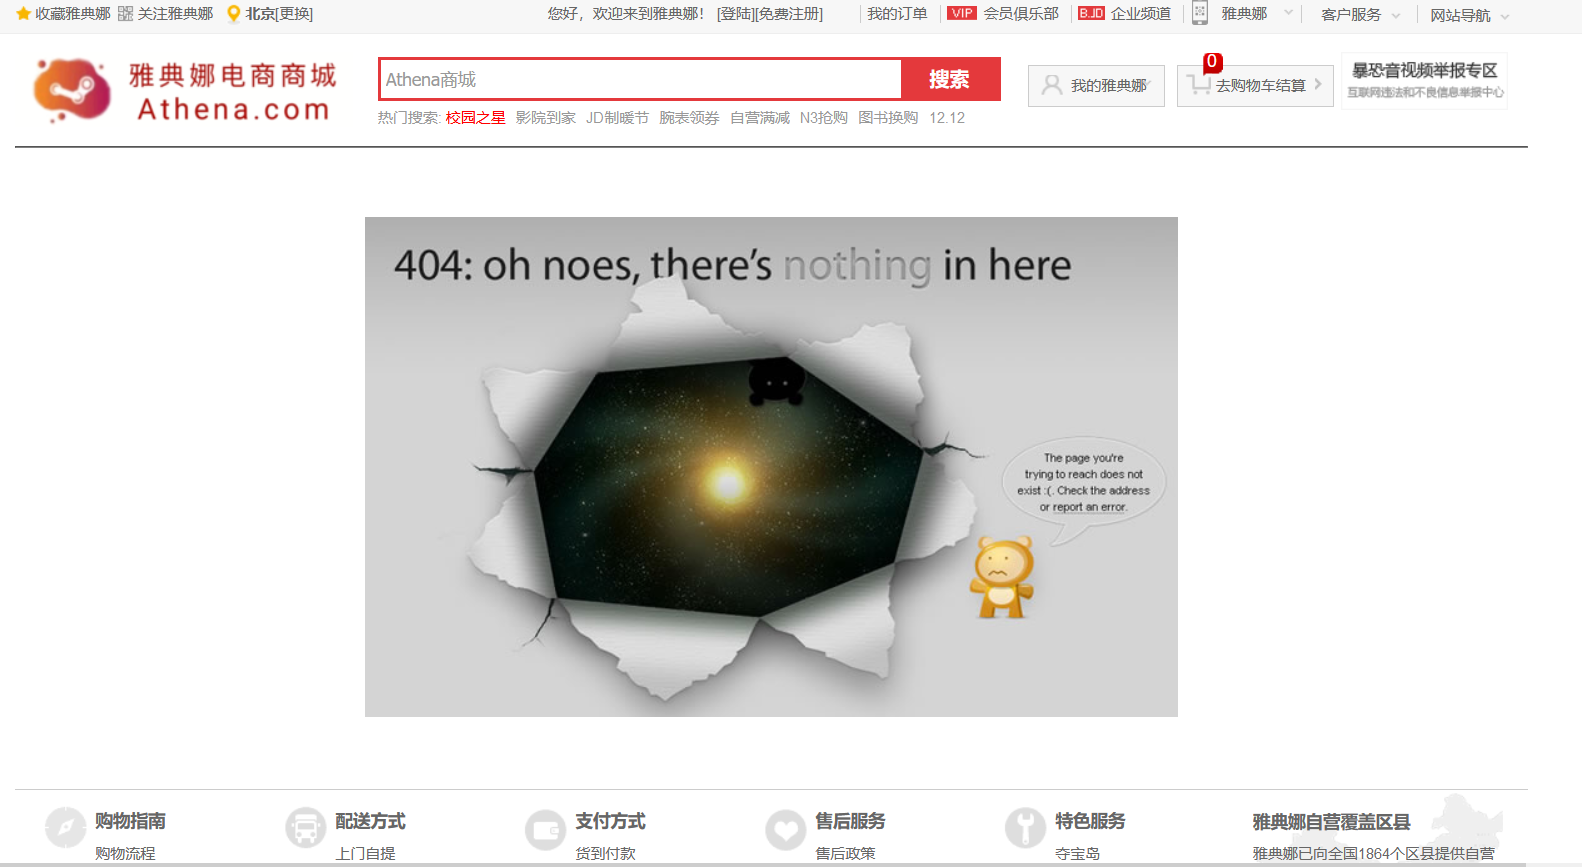 收藏雅典娜 关注雅典娜 北京[更换] 您好，欢迎来到雅典娜！ [登陆][免费注册] 我的订单 VIP 会员俱乐部 B.JD 企业频道 雅典娜 客户服务 网站导航
雅典娜电商商城
Athena.com
Athena商城 搜索
热门搜索: 校园之星 影院到家 JD制暖节 腕表领券 自营满减 N3抢购 图书换购 12.12
我的雅典娜
0
去购物车结算
暴恐音视频举报专区
互联网违法和不良信息举报中心
404: oh noes, there's nothing in here
The page you're
trying to reach does not
exist :(. Check the address
or report an error.
购物指南 配送方式 支付方式 售后服务 特色服务 雅典娜自营覆盖区县
购物流程 上门自提 货到付款 售后政策 夺宝岛 雅典娜已向全国1864个区县提供自营